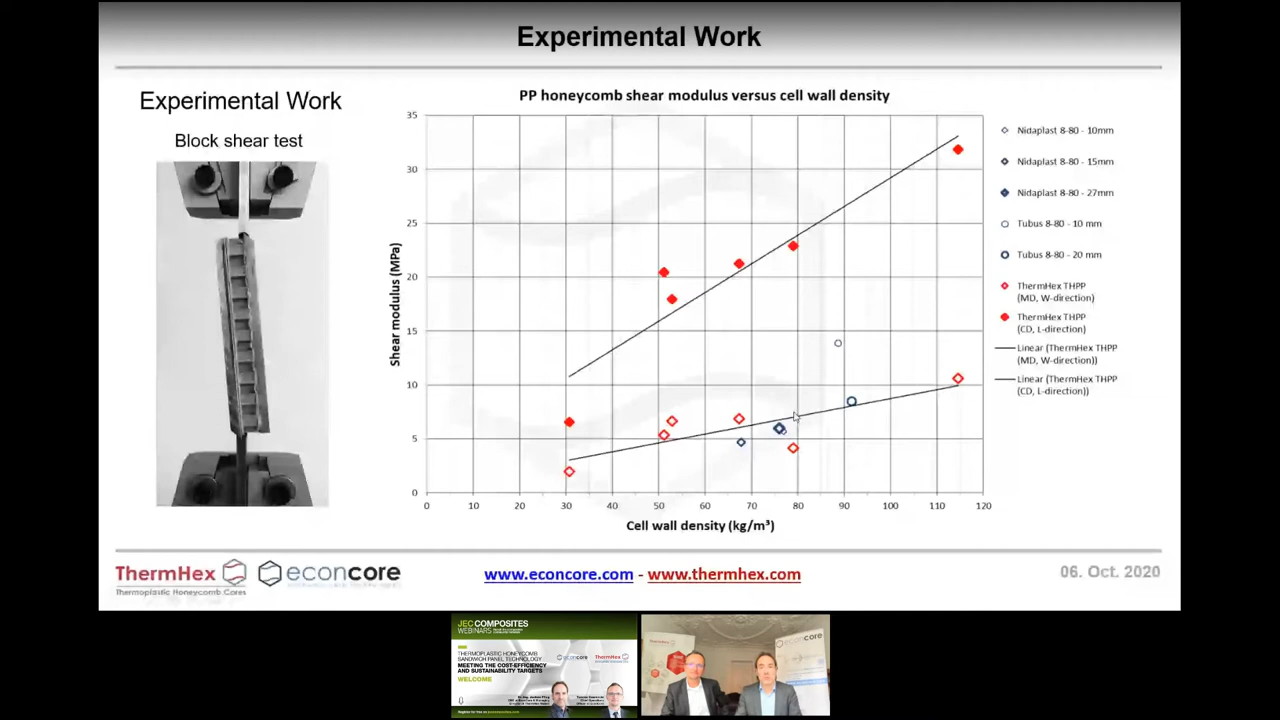 Experimental Work
Experimental Work
Block shear test
PP honeycomb shear modulus versus cell wall density
Shear modulus (MPa)
35
30
25
20
15
10
5
0
0 10 20 30 40 50 60 70 80 90 100 110 120
Cell wall density (kg/m³)
Nidaplast 8-80 - 10mm
Nidaplast 8-80 - 15mm
Nidaplast 8-80 - 27mm
Tubus 8-80 - 10 mm
Tubus 8-80 - 20 mm
ThermHex THPP
(MD, W-direction)
ThermHex THPP
(CD, L-direction)
Linear (ThermHex THPP
(MD, W-direction))
Linear (ThermHex THPP
(CD, L-direction))
ThermHex
Thermoplastic Honeycomb Cores
econcore
www.econcore.com - www.thermhex.com
06. Oct. 2020
JEC COMPOSITES
WEBINARS
THERMOPLASTIC HONEYCOMB
SANDWICH PANEL TECHNOLOGY
MEETING THE COST-EFFICIENCY
AND SUSTAINABILITY TARGETS
WELCOME
econcore
ThermHex
ThermHex
econcore